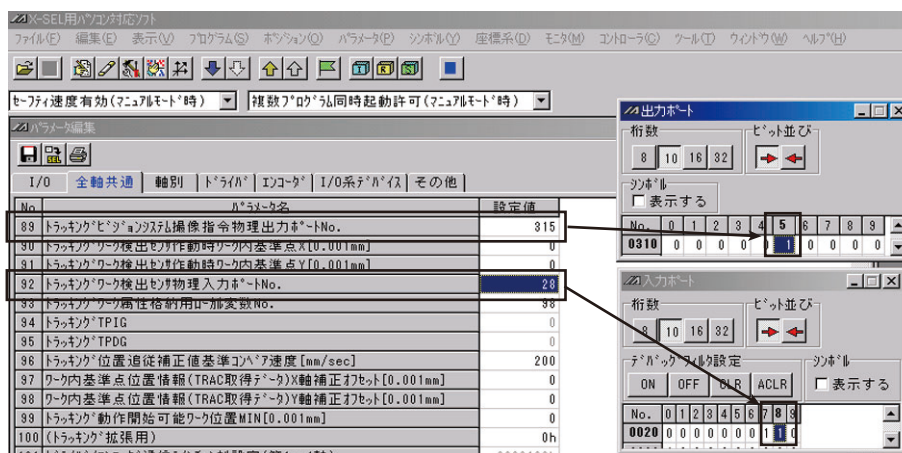 X-SEL用パソコン対応ソフト
ファイル(F) 編集(E) 表示(V) プログラム(S) ポジション(O) パラメータ(P) シンボル(Y) 座標系(D) モニタ(M) コントローラ(C) ツール(T) ウィンドウ(W) ヘルプ(H)
セーフティ速度有効(マニュアルモード時) 複数プログラム同時起動許可(マニュアルモード時)
パラメータ編集
I/O 全軸共通 軸別 ドライバ エンコーダ I/O系デバイス その他
No パラメータ名 設定値
89 トラッキングビジョンシステム撮像指令物理出力ポートNo. 315
90 トラッキングワーク検出センサ作動時ワーク内基準点X[0.001mm] 0
91 トラッキングワーク検出センサ作動時ワーク内基準点Y[0.001mm] 0
92 トラッキングワーク検出センサ物理入力ポートNo. 28
93 トラッキングワーク属性格納用ローカル変数No. 98
94 トラッキングTPIG 0
95 トラッキングTPDG 0
96 トラッキング位置追従補正値基準コンベア速度[mm/sec] 200
97 ワーク内基準点位置情報(TRAC取得データ)X軸補正オフセット[0.001mm] 0
98 ワーク内基準点位置情報(TRAC取得データ)Y軸補正オフセット[0.001mm] 0
99 トラッキング動作開始可能ワーク位置MIN[0.001mm] 0
100 (トラッキング拡張用) 0h
出力ポート
桁数 ビット並び
8 10 16 32
シンボル
表示する
No. 0 1 2 3 4 5 6 7 8 9
0310 0 0 0 0 0 1 0 0 0 0
入力ポート
桁数 ビット並び
8 10 16 32
デバッグフィルタ設定 シンボル
ON OFF CLR ACLR 表示する
No. 0 1 2 3 4 5 6 7 8 9
0020 0 0 0 0 0 0 0 1 1 0